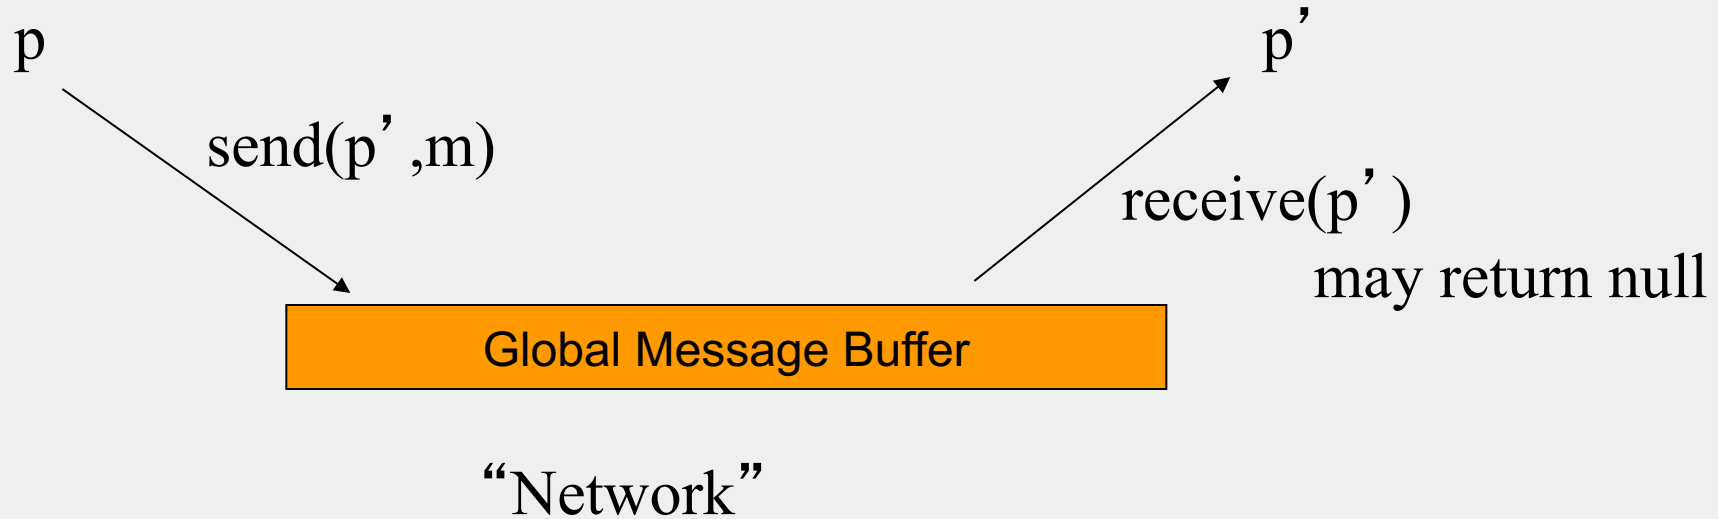 p
p’
send(p’,m)
receive(p’)
may return null
Global Message Buffer
“Network”